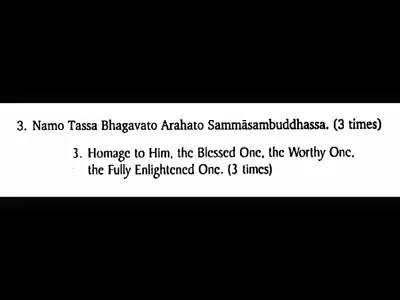 3. Namo Tassa Bhagavato Arahato Sammāsambuddhassa. (3 times)
3. Homage to Him, the Blessed One, the Worthy One,
the Fully Enlightened One. (3 times)